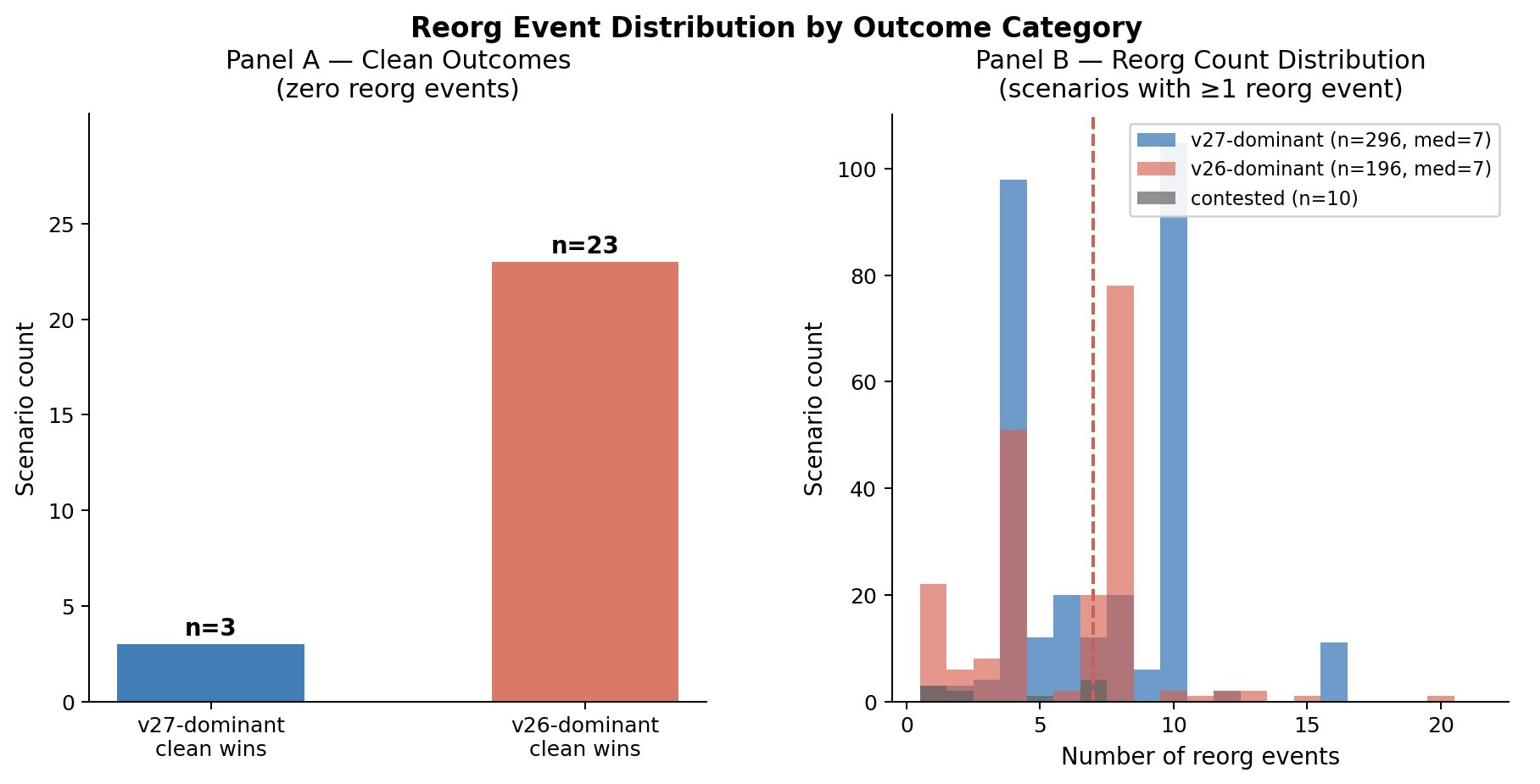 Reorg Event Distribution by Outcome Category
Panel A — Clean Outcomes
(zero reorg events)
Scenario count
25
20
15
10
5
0
n=3
n=23
v27-dominant
clean wins
v26-dominant
clean wins
Panel B — Reorg Count Distribution
(scenarios with ≥1 reorg event)
Scenario count
100
80
60
40
20
0
v27-dominant (n=296, med=7)
v26-dominant (n=196, med=7)
contested (n=10)
0 5 10 15 20
Number of reorg events